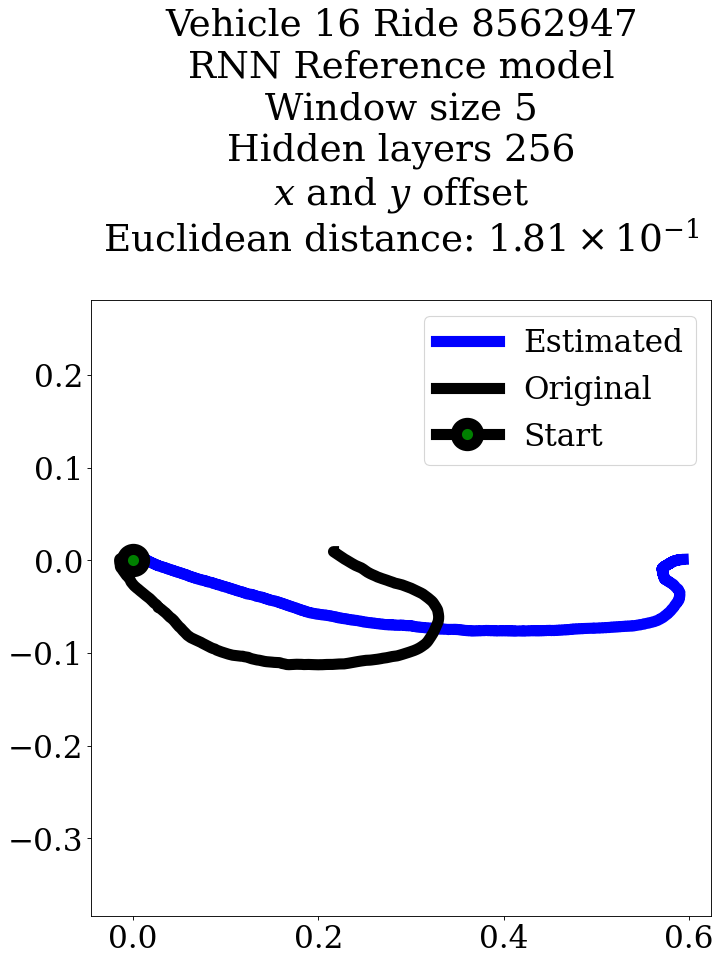 Vehicle 16 Ride 8562947
RNN Reference model
Window size 5
Hidden layers 256
x and y offset
Euclidean distance: 1.81 × 10⁻¹
Estimated
Original
Start
0.2
0.1
0.0
−0.1
−0.2
−0.3
0.0 0.2 0.4 0.6